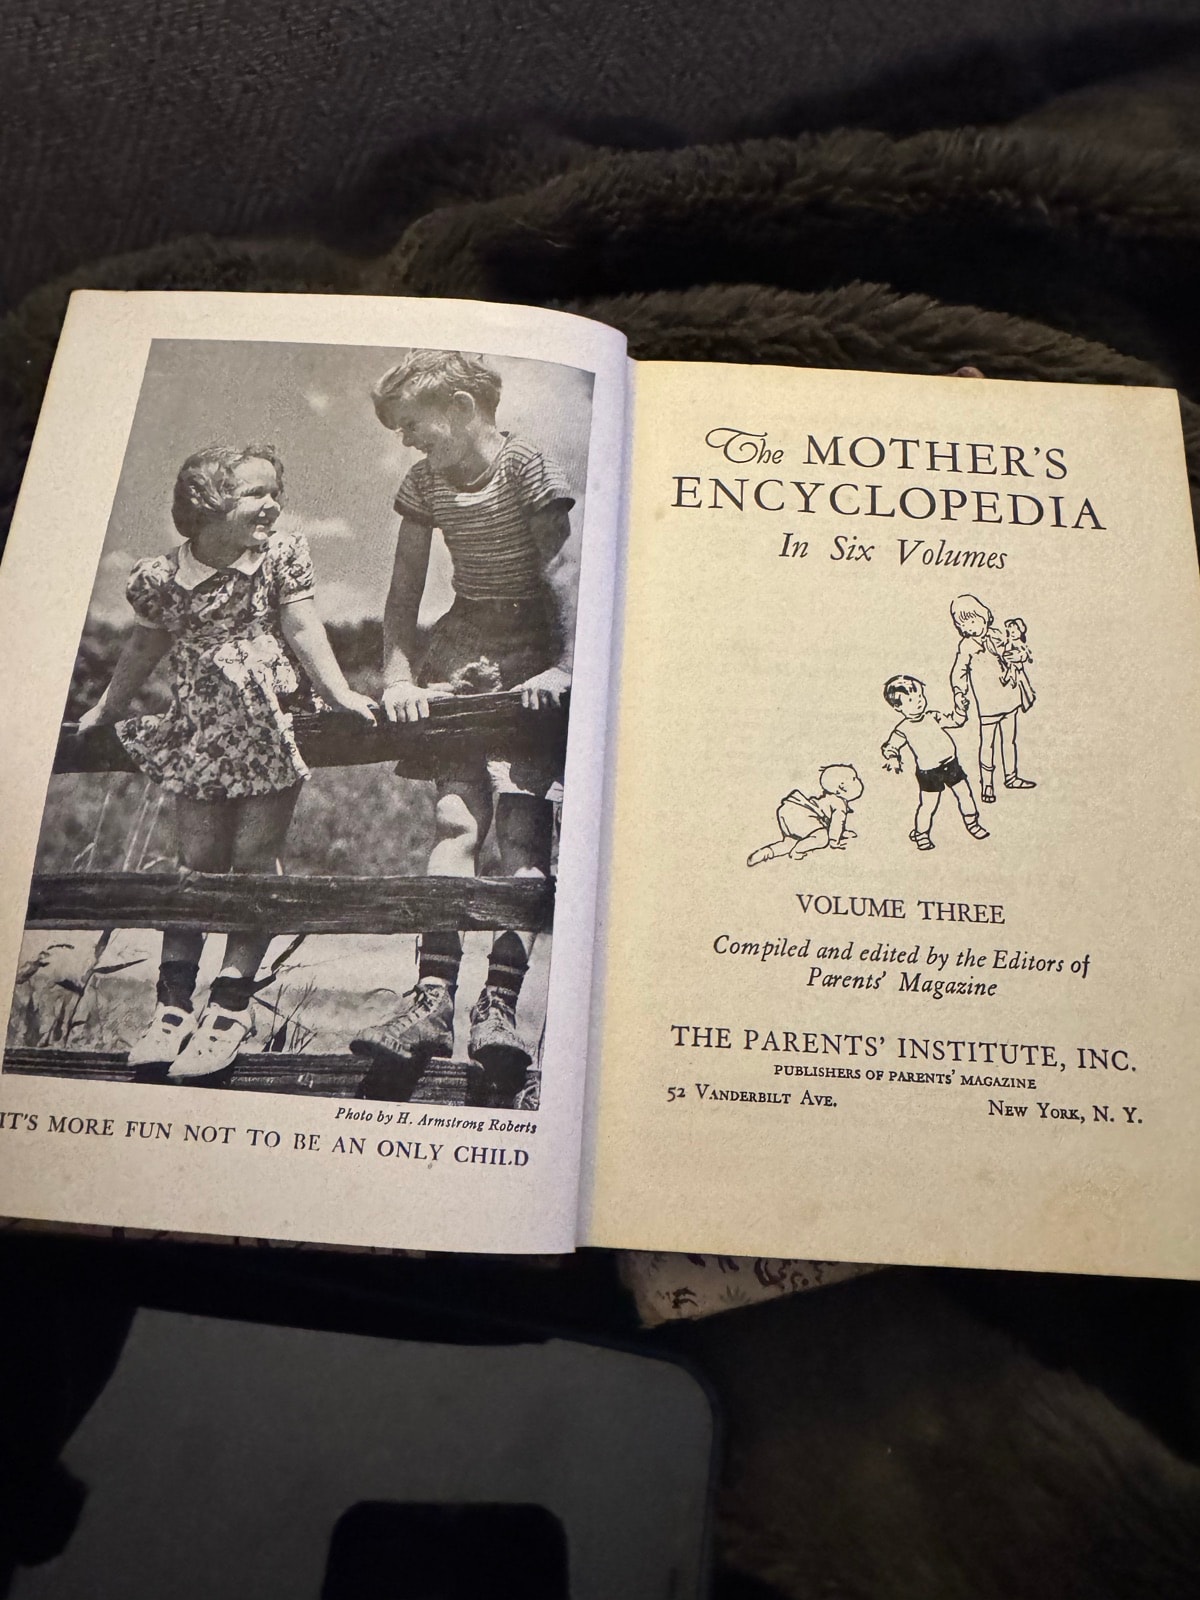 Photo by H. Armstrong Roberts
IT'S MORE FUN NOT TO BE AN ONLY CHILD
The MOTHER'S
ENCYCLOPEDIA
In Six Volumes
VOLUME THREE
Compiled and edited by the Editors of
Parents' Magazine
THE PARENTS' INSTITUTE, INC.
PUBLISHERS OF PARENTS' MAGAZINE
52 VANDERBILT AVE. NEW YORK, N. Y.